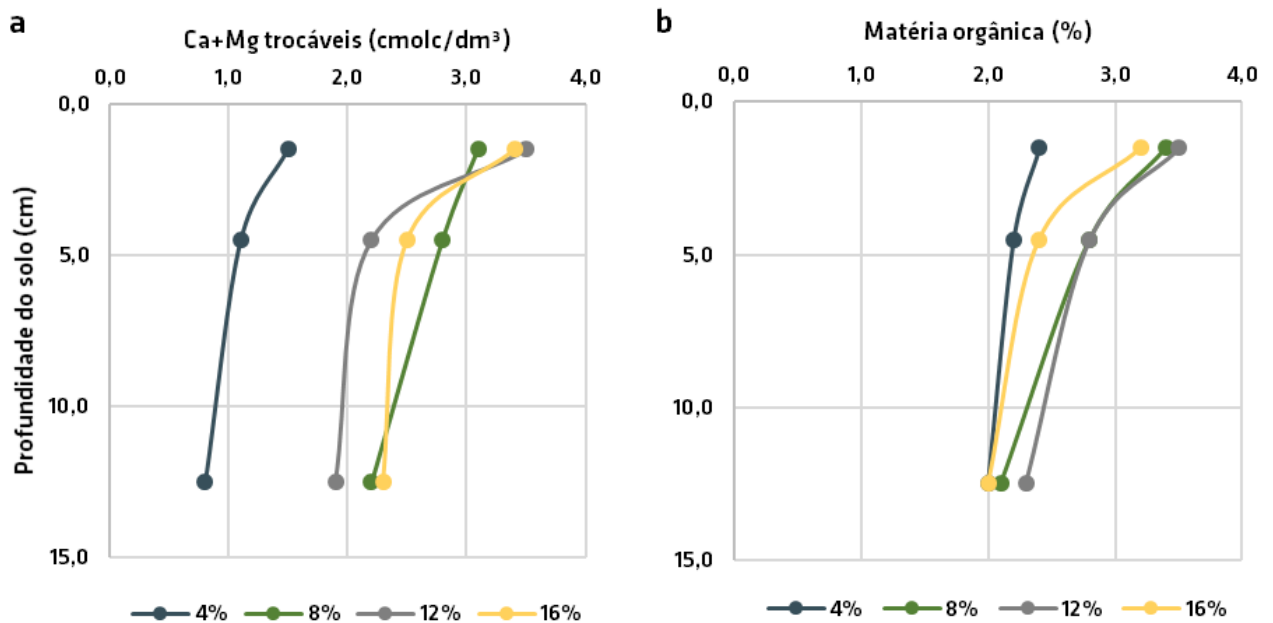 a
Ca+Mg trocáveis (cmolc/dm³)
0,0 1,0 2,0 3,0 4,0
0,0
5,0
10,0
15,0
Profundidade do solo (cm)
4% 8% 12% 16%
b
Matéria orgânica (%)
0,0 1,0 2,0 3,0 4,0
0,0
5,0
10,0
15,0
4% 8% 12% 16%